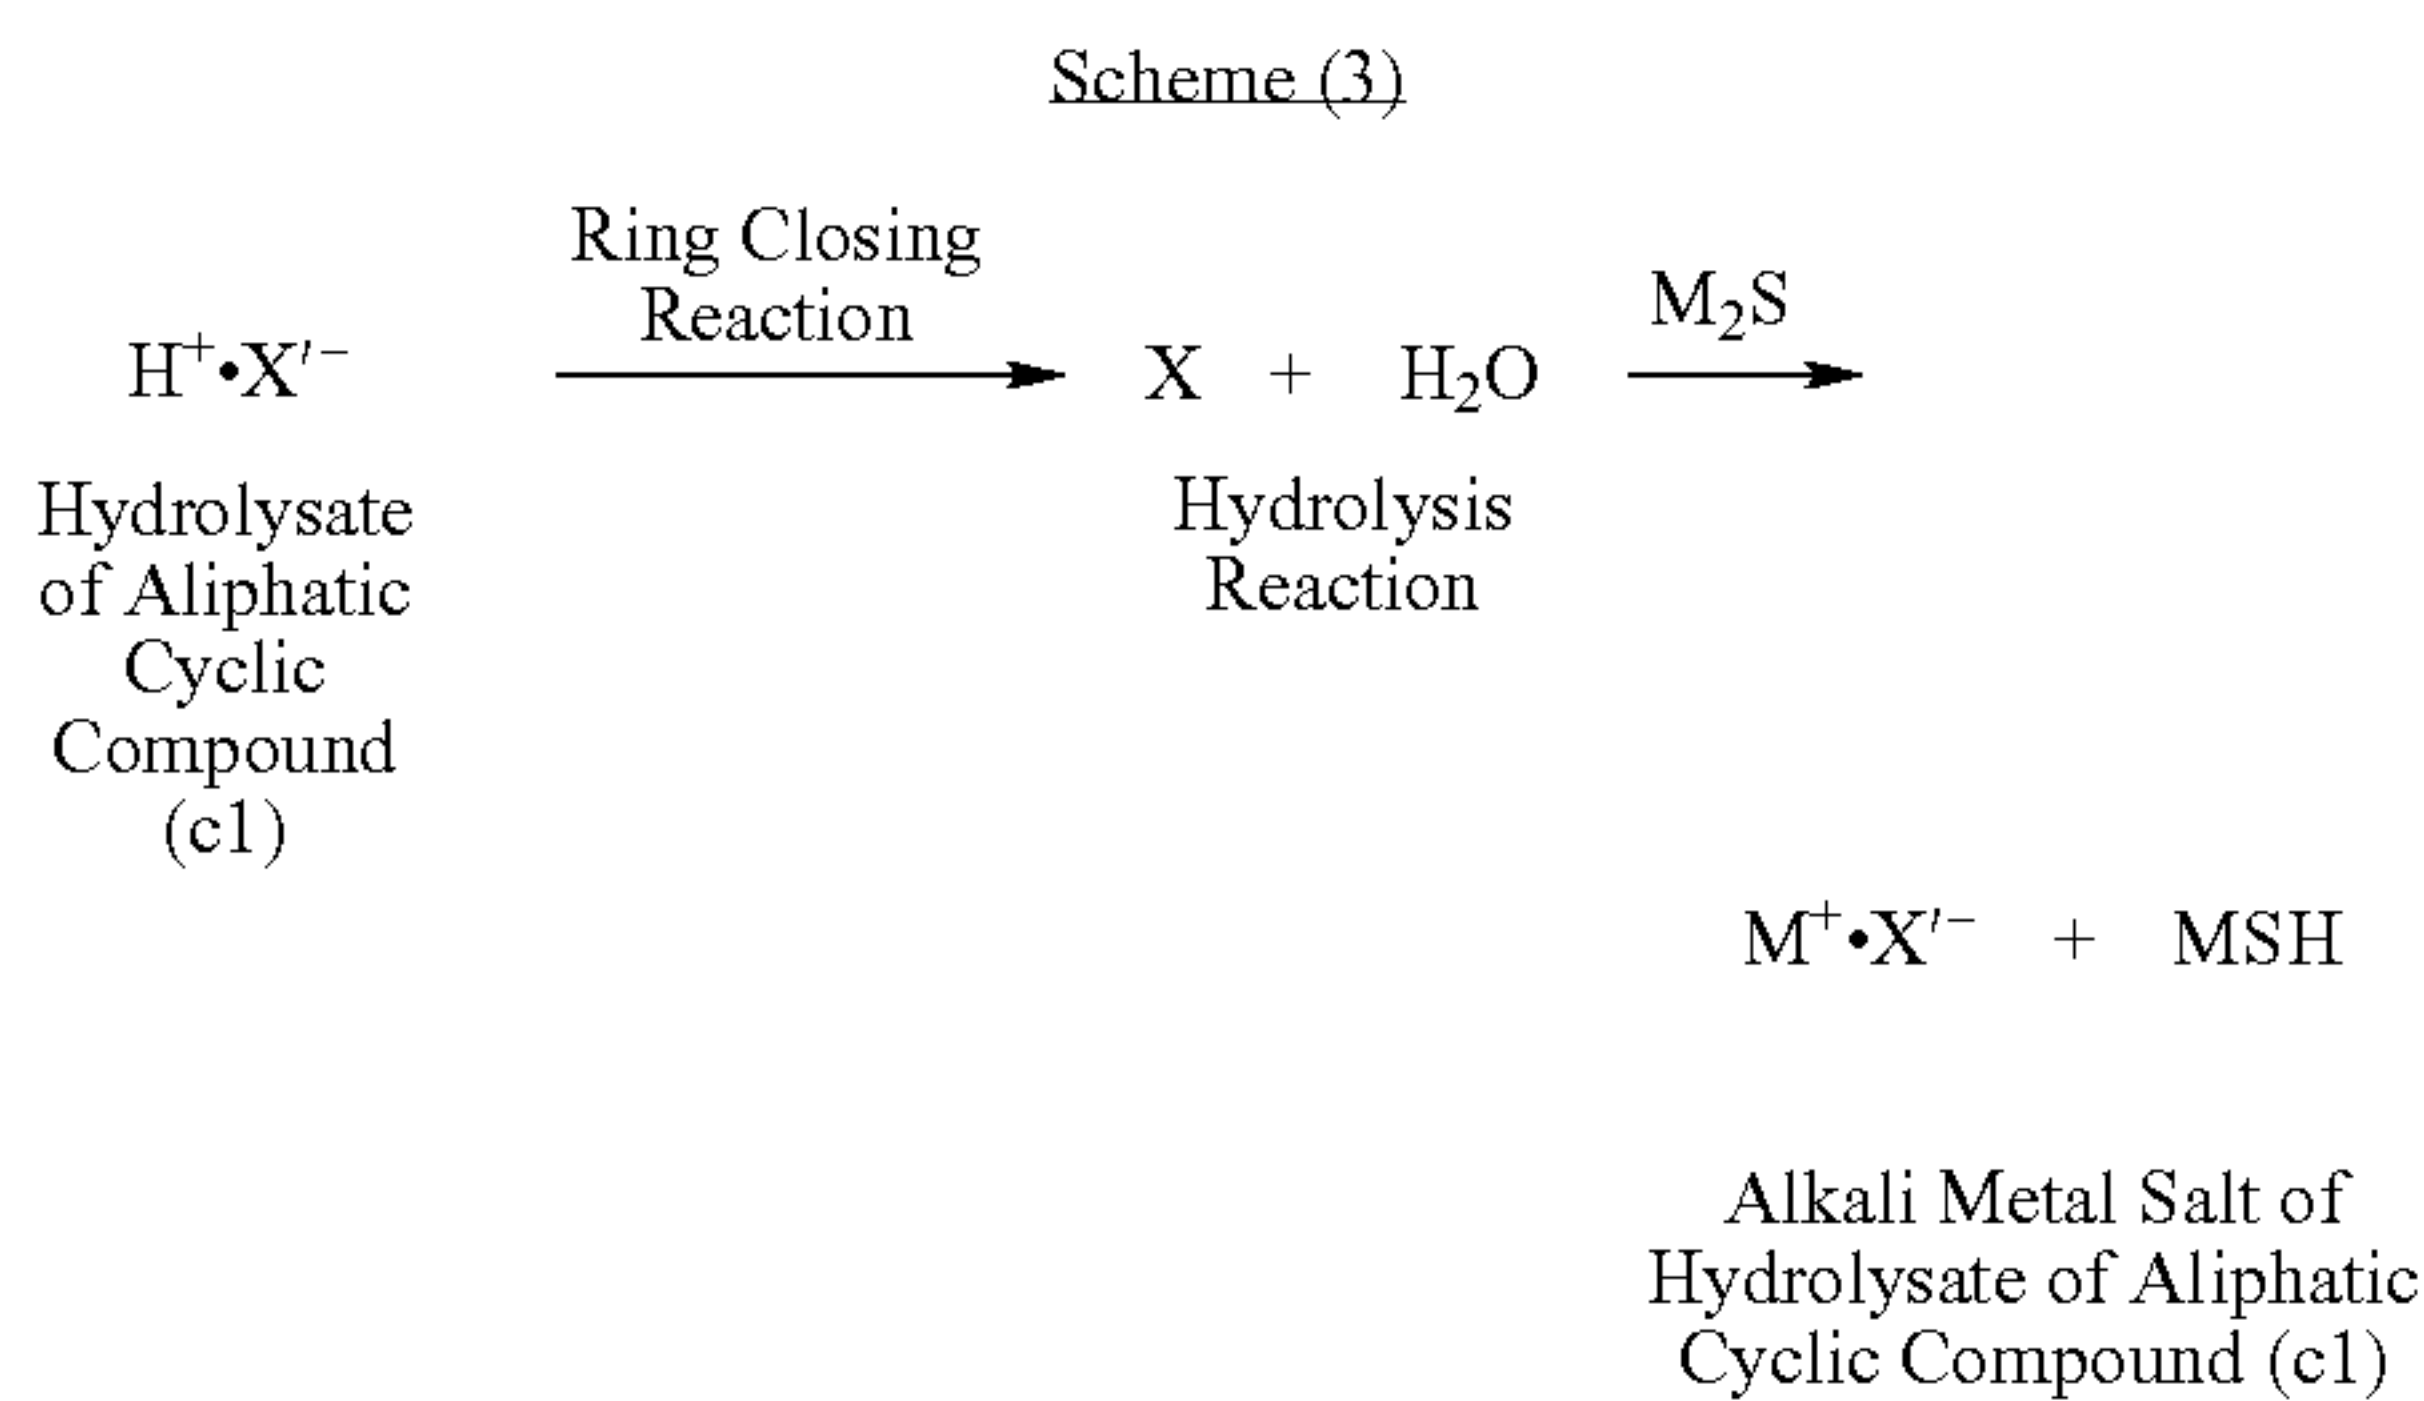 Scheme (3)
Ring Closing
Reaction
M₂S
H⁺•X′⁻
X + H₂O
Hydrolysate
of Aliphatic
Cyclic
Compound
(c1)
Hydrolysis
Reaction
M⁺•X′⁻ + MSH
Alkali Metal Salt of
Hydrolysate of Aliphatic
Cyclic Compound (c1)